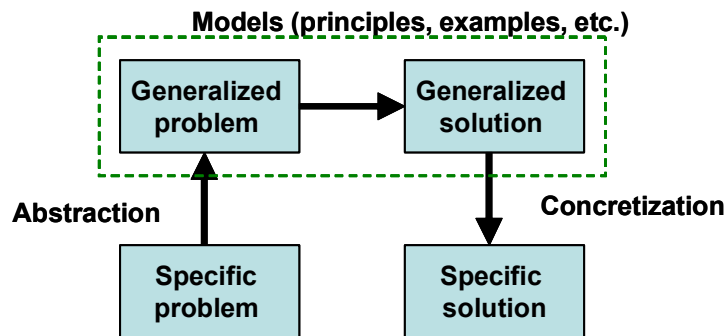 Models (principles, examples, etc.)
Generalized
problem
Generalized
solution
Abstraction
Concretization
Specific
problem
Specific
solution